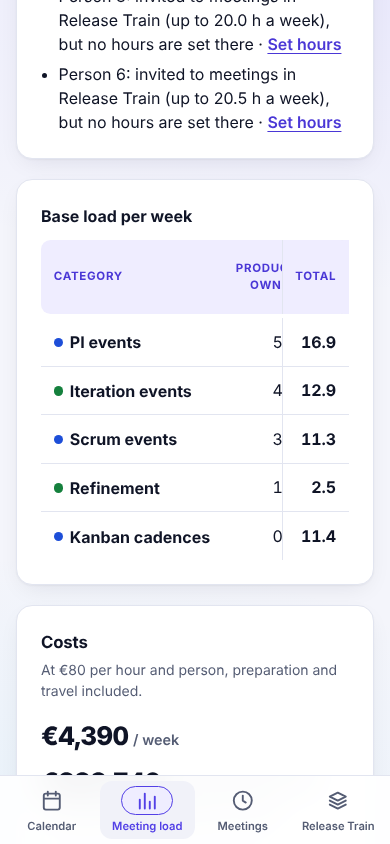 Release Train (up to 20.0 h a week),
but no hours are set there · Set hours
• Person 6: invited to meetings in
Release Train (up to 20.5 h a week),
but no hours are set there · Set hours
Base load per week
CATEGORY
OWN
TOTAL
PI events 5 16.9
Iteration events 4 12.9
Scrum events 3 11.3
Refinement 1 2.5
Kanban cadences 0 11.4
Costs
At €80 per hour and person, preparation and
travel included.
€4,390 / week
Calendar Meeting load Meetings Release Train